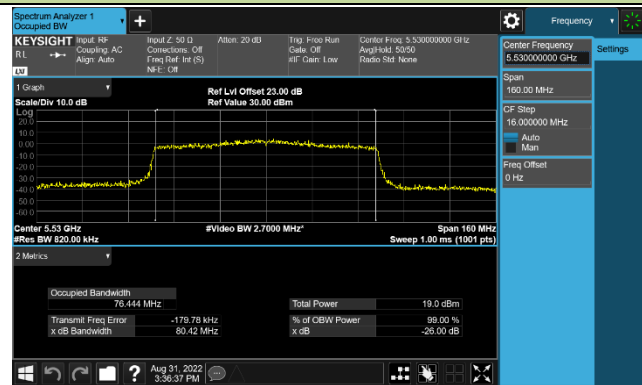 Spectrum Analyzer 1
Occupied BW
Frequency
KEYSIGHT
RL
LXI
Input: RF
Coupling: AC
Align: Auto
Input Z: 50 Ω
Corrections: Off
Freq Ref: Int (S)
NFE: Off
Atten: 20 dB
Trig: Free Run
Gate: Off
#IF Gain: Low
Center Freq: 5.530000000 GHz
Avg|Hold: 50/50
Radio Std: None
Center Frequency
5.530000000 GHz
Settings
Span
160.00 MHz
CF Step
16.000000 MHz
Auto
Man
Freq Offset
0 Hz
1 Graph
Scale/Div 10.0 dB
Ref Lvl Offset 23.00 dB
Ref Value 30.00 dBm
Log
20.0
10.0
0.00
-10.0
-20.0
-30.0
-40.0
-50.0
-60.0
Center 5.53 GHz
#Video BW 2.7000 MHz*
Span 160 MHz
#Res BW 820.00 kHz
Sweep 1.00 ms (1001 pts)
2 Metrics
Occupied Bandwidth
76.444 MHz
Total Power
19.0 dBm
Transmit Freq Error
-179.78 kHz
% of OBW Power
99.00 %
x dB Bandwidth
80.42 MHz
x dB
-26.00 dB
?
Aug 31, 2022
3:36:37 PM